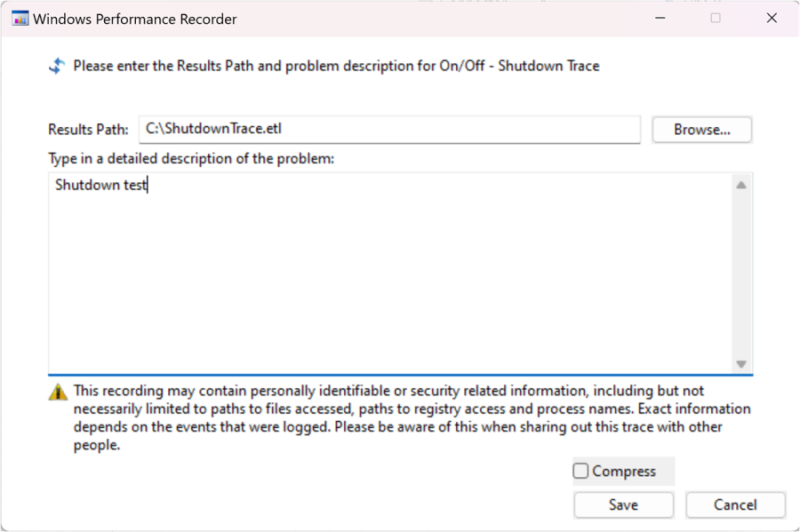 Windows Performance Recorder
Please enter the Results Path and problem description for On/Off - Shutdown Trace
Results Path: C:\ShutdownTrace.etl Browse...
Type in a detailed description of the problem:
Shutdown test
This recording may contain personally identifiable or security related information, including but not
necessarily limited to paths to files accessed, paths to registry access and process names. Exact information
depends on the events that were logged. Please be aware of this when sharing out this trace with other
people.
Compress
Save Cancel